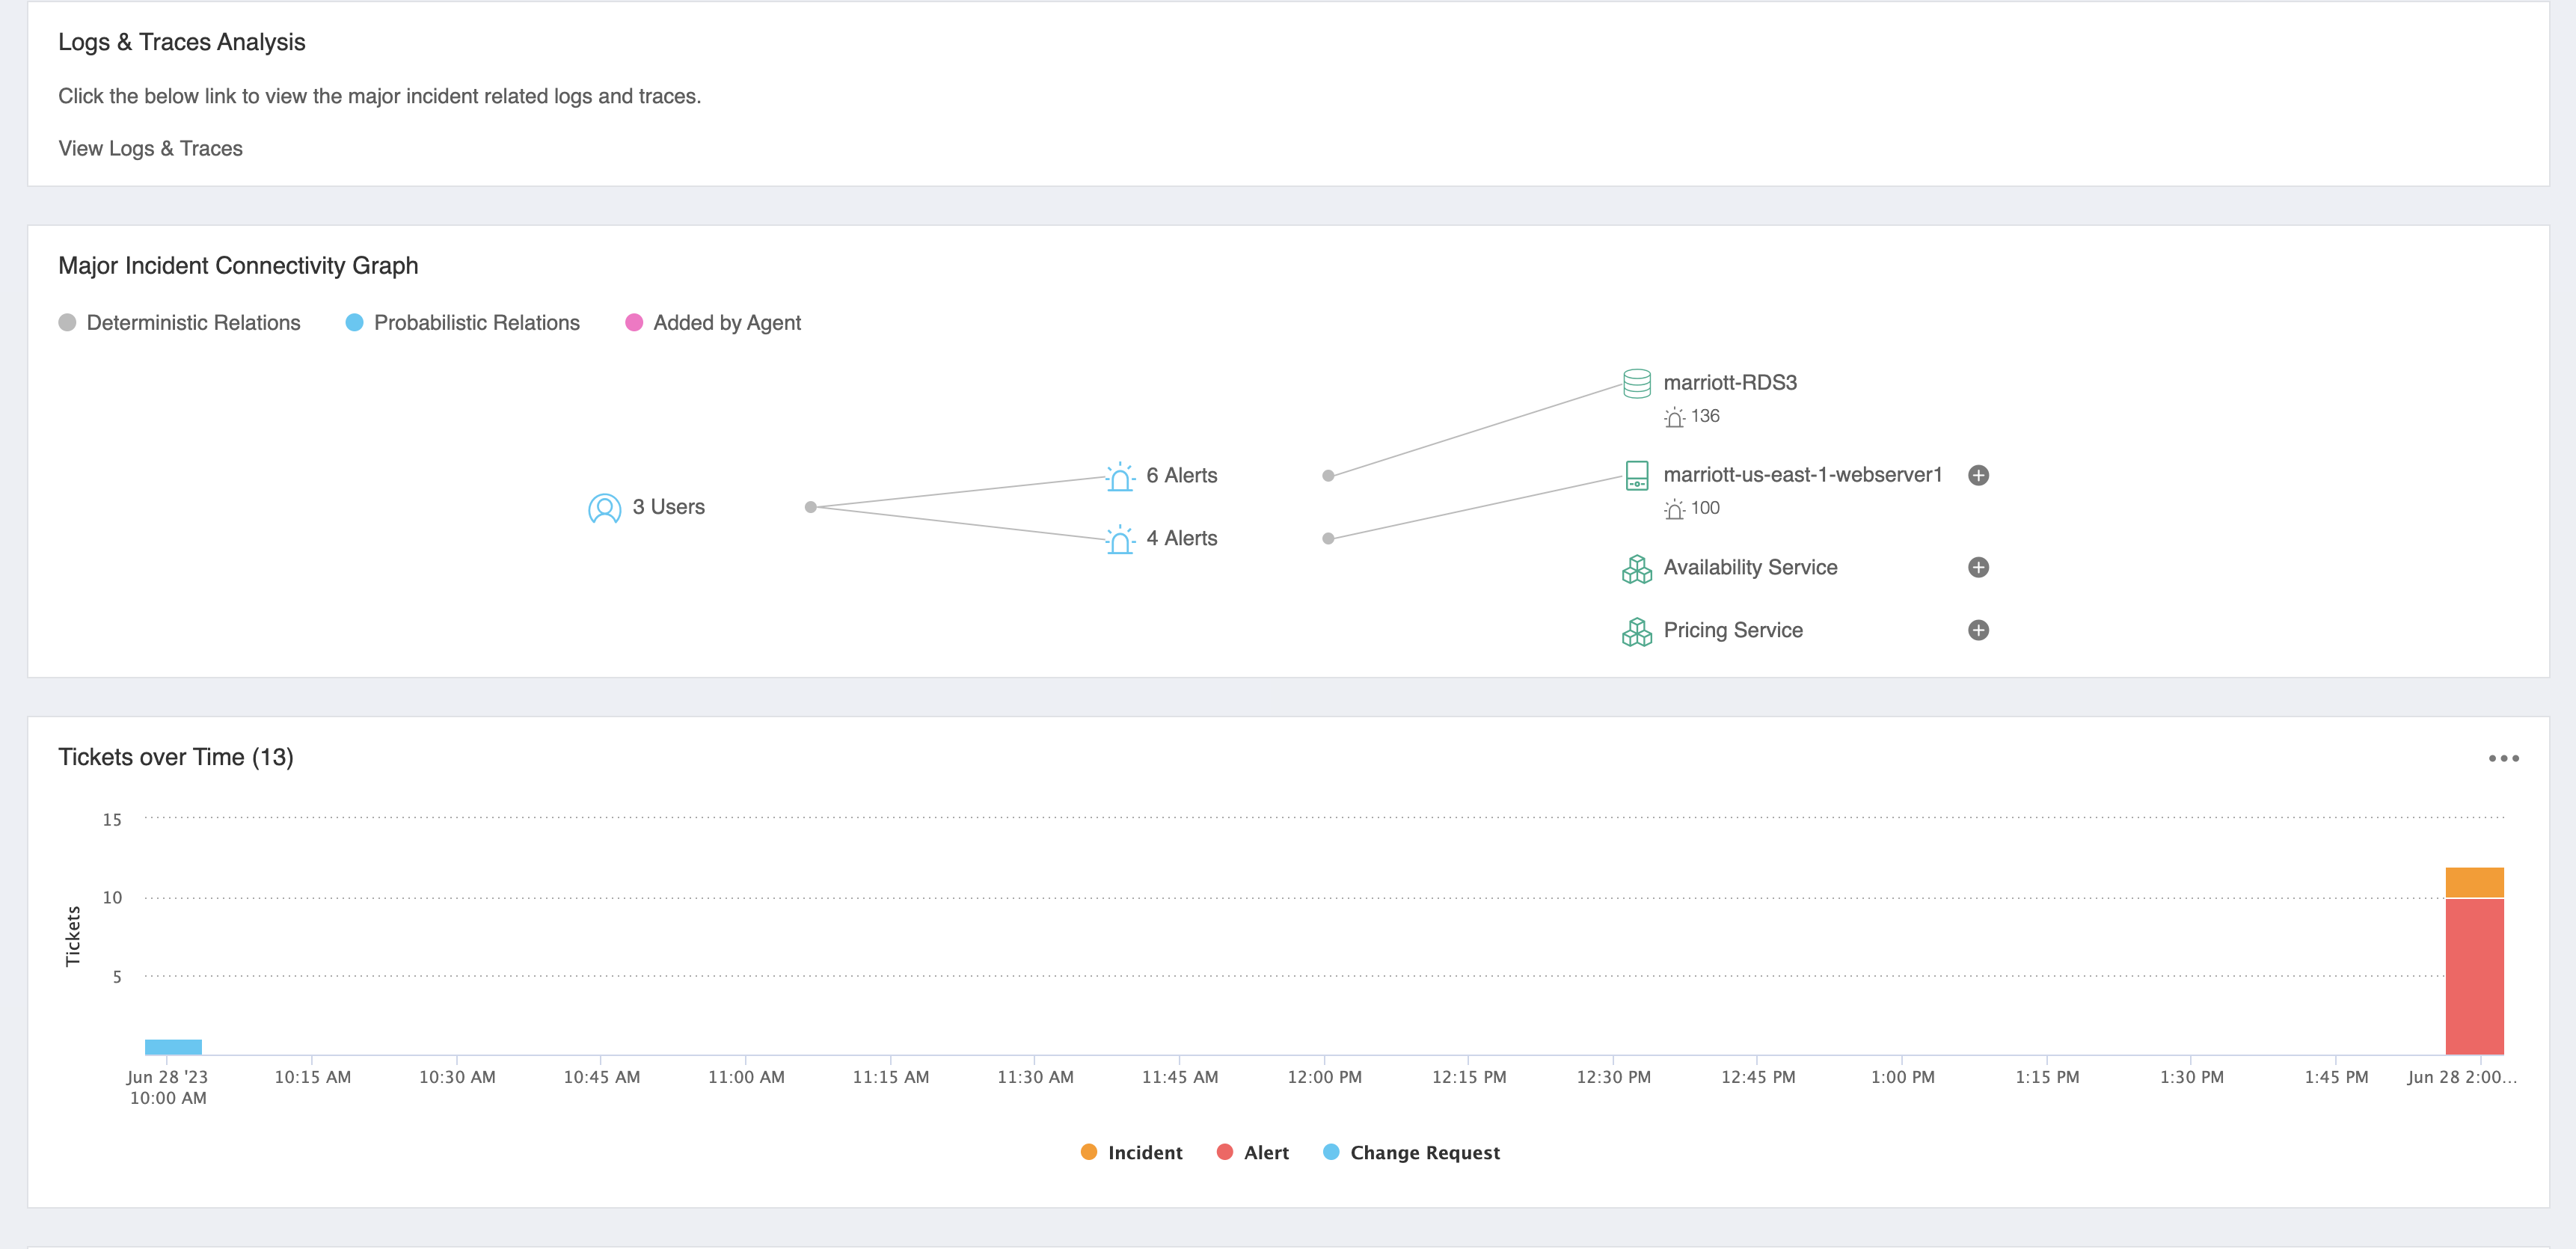 Logs & Traces Analysis
Click the below link to view the major incident related logs and traces.
View Logs & Traces
Major Incident Connectivity Graph
Deterministic Relations Probabilistic Relations Added by Agent
marriott-RDS3
136
6 Alerts
marriott-us-east-1-webserver1
3 Users
100
4 Alerts
Availability Service
Pricing Service
Tickets over Time (13)
15
10
5
Tickets
Jun 28 '23 10:15 AM 10:30 AM 10:45 AM 11:00 AM 11:15 AM 11:30 AM 11:45 AM 12:00 PM 12:15 PM 12:30 PM 12:45 PM 1:00 PM 1:15 PM 1:30 PM 1:45 PM Jun 28 2:00...
10:00 AM
Incident Alert Change Request